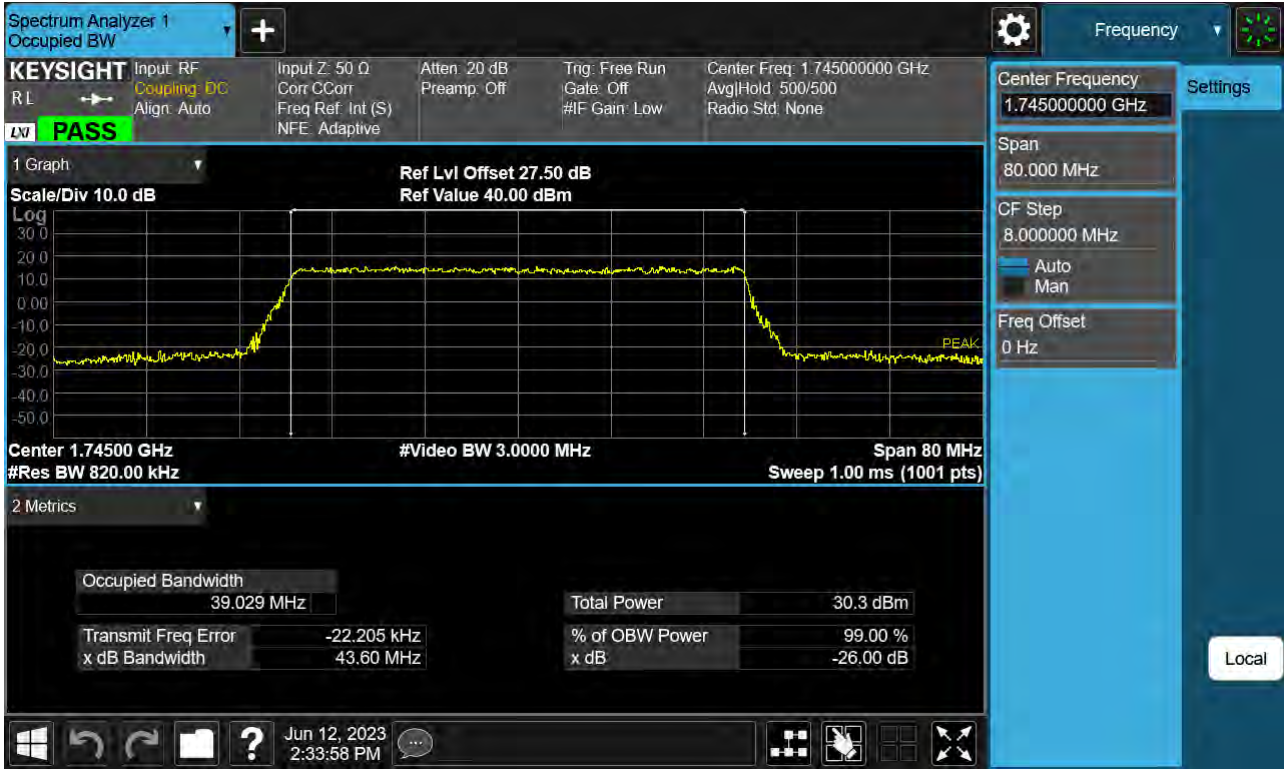 Spectrum Analyzer 1
Occupied BW
Frequency
KEYSIGHT
R L
LXI
PASS
Input: RF
Coupling: DC
Align: Auto
Input Z: 50 Ω
Corr CCorr
Freq Ref: Int (S)
NFE: Adaptive
Atten: 20 dB
Preamp: Off
Trig: Free Run
Gate: Off
#IF Gain: Low
Center Freq: 1.745000000 GHz
Avg|Hold: 500/500
Radio Std: None
1 Graph
Scale/Div 10.0 dB
Ref Lvl Offset 27.50 dB
Ref Value 40.00 dBm
Log
30.0
20.0
10.0
0.00
-10.0
-20.0
-30.0
-40.0
-50.0
PEAK
Center 1.74500 GHz
#Res BW 820.00 kHz
#Video BW 3.0000 MHz
Span 80 MHz
Sweep 1.00 ms (1001 pts)
2 Metrics
Occupied Bandwidth
39.029 MHz
Transmit Freq Error -22.205 kHz
x dB Bandwidth 43.60 MHz
Total Power 30.3 dBm
% of OBW Power 99.00 %
x dB -26.00 dB
Center Frequency
1.745000000 GHz
Span
80.000 MHz
CF Step
8.000000 MHz
Auto
Man
Freq Offset
0 Hz
Settings
Local
?
Jun 12, 2023
2:33:58 PM